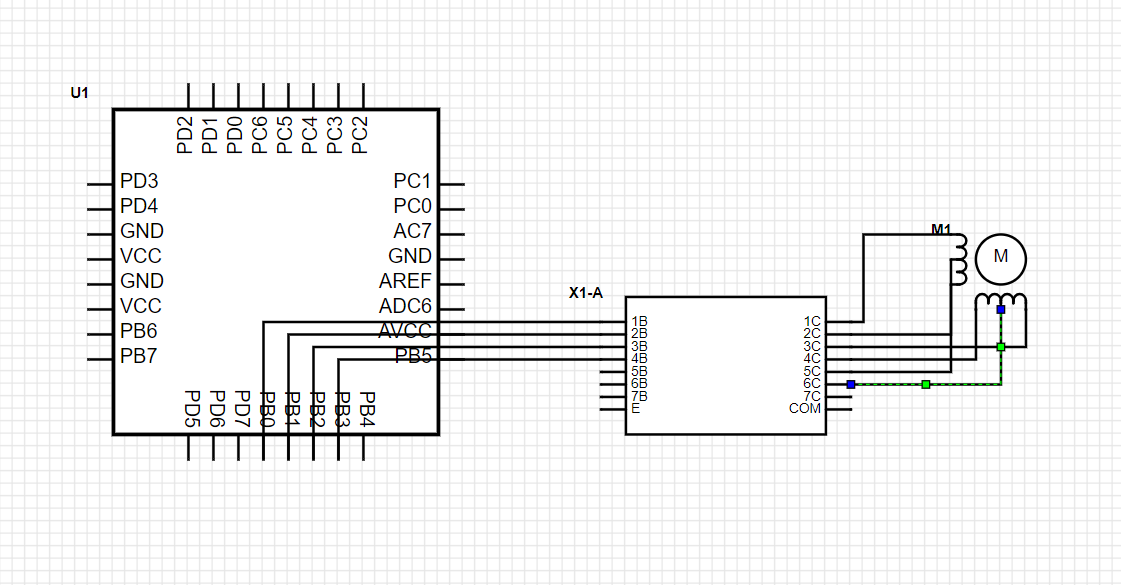 U1
PD2 PD1 PD0 PC6 PC5 PC4 PC3 PC2
PD3 PC1
PD4 PC0
GND AC7
VCC GND
GND AREF
VCC ADC6
PB6 AVCC
PB7 PB5
PD5 PD6 PD7 PB0 PB1 PB2 PB3 PB4
X1-A
1B 1C
2B 2C
3B 3C
4B 4C
5B 5C
6B 6C
7B 7C
E COM
M1
M